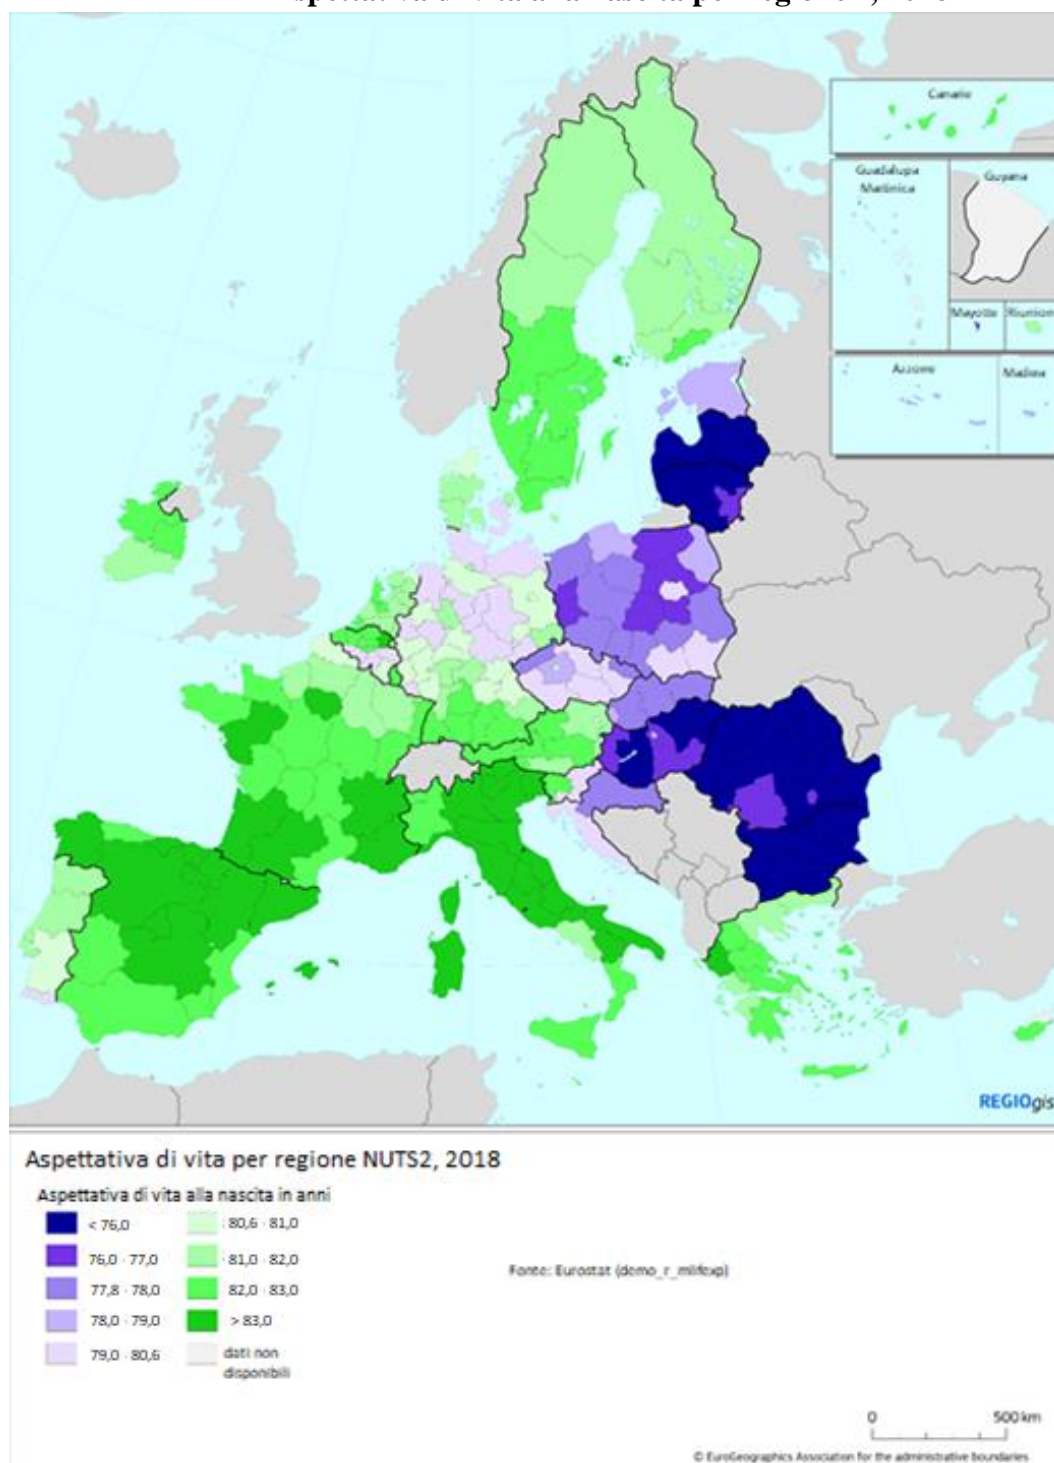 Canarie
Guadalupa
Martinica
Guyana
Mayotte
Riunion
Azzorre
Madiera
REGIOgis
Aspettativa di vita per regione NUTS2, 2018
Aspettativa di vita alla nascita in anni
< 76,0
80,6 - 81,0
76,0 - 77,0
81,0 - 82,0
77,8 - 78,0
82,0 - 83,0
78,0 - 79,0
> 83,0
79,0 - 80,6
dati non
disponibili
Fonte: Eurostat (demo_r_mlifexp)
0 500 km
© EuroGeographics Association for the administrative boundaries